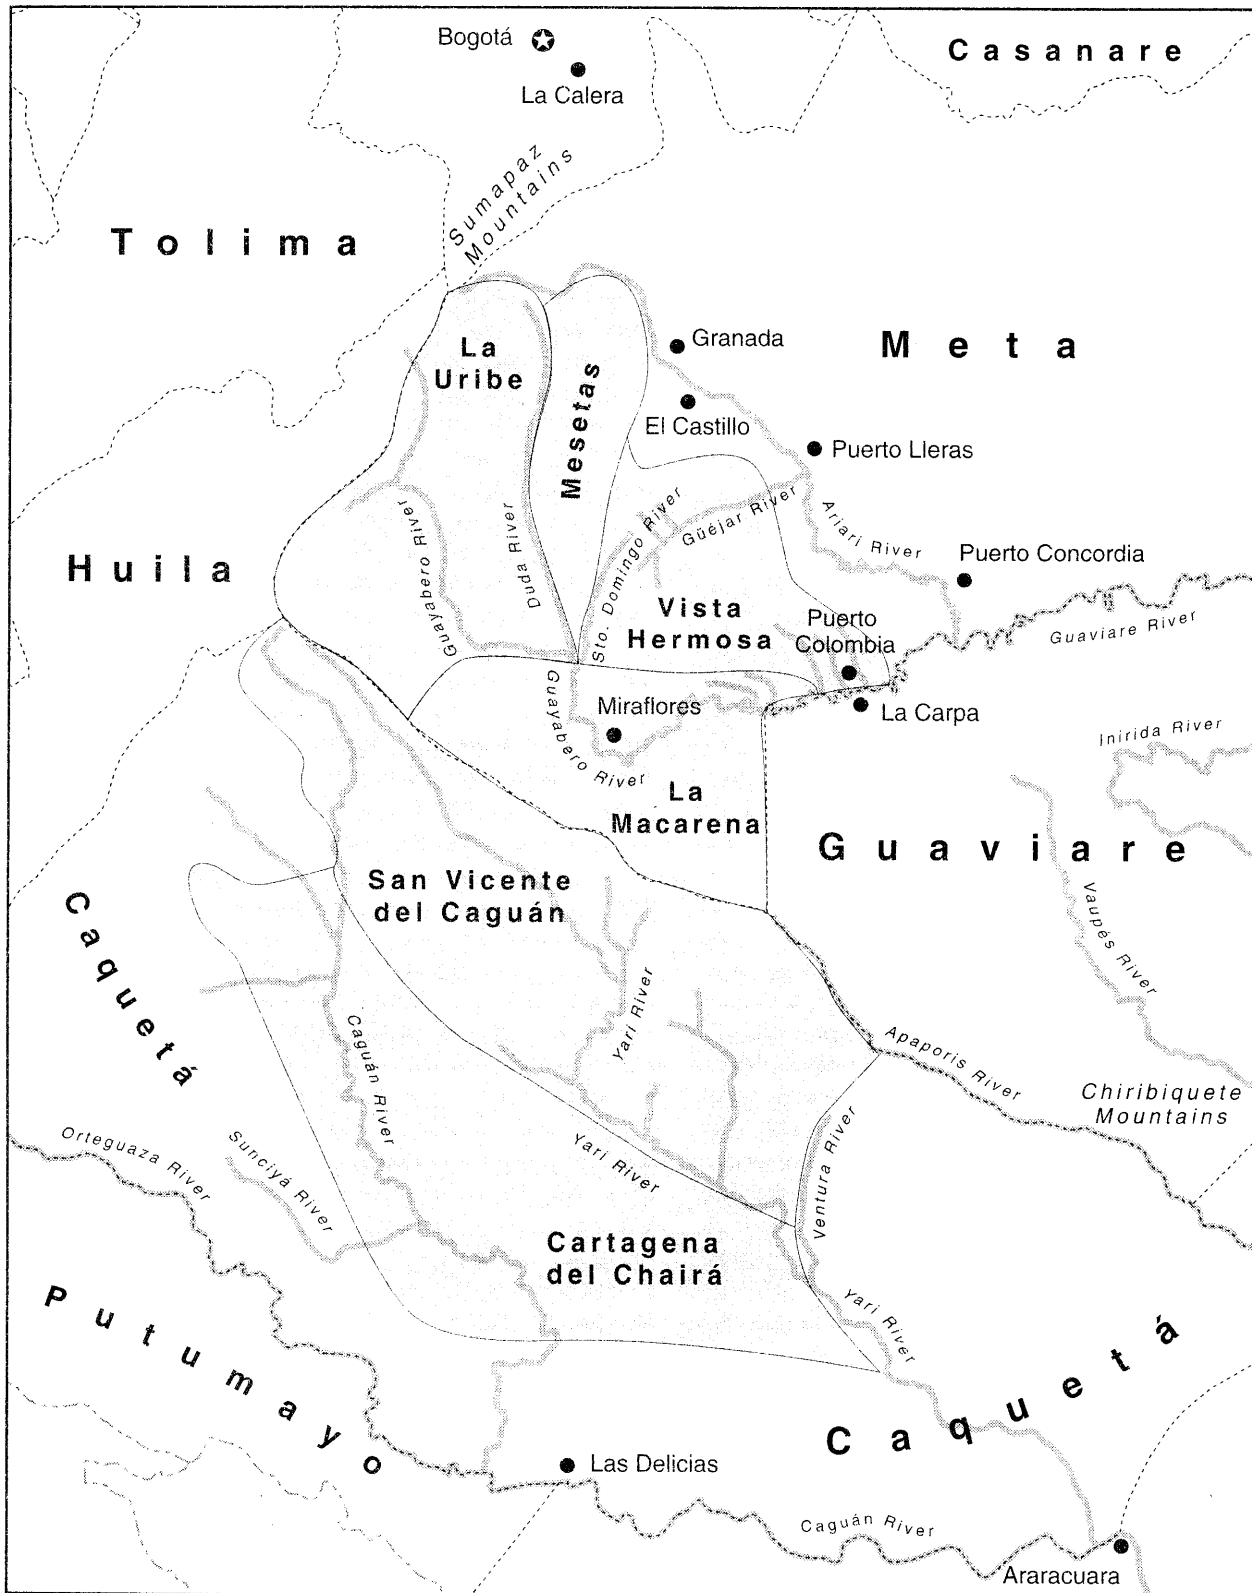 Bogotá
La Calera
Casanare
Sumapaz
Mountains
Tolima
Granada
Meta
La
Uribe
Mesetas
El Castillo
Puerto Lleras
Guayabero River
Duda River
Sto. Domingo River
Güéjar River
Ariari River
Huila
Puerto Concordia
Vista
Hermosa
Puerto
Colombia
Guaviare River
Guayabero River
Miraflores
La Carpa
Inirida River
La
Macarena
Guaviare
San Vicente
del Caguán
Caquetá
Vaupés River
Caguán River
Yari River
Apaporis River
Chiribiquete
Mountains
Orteguaza River
Sunciyá River
Yari River
Ventura River
Cartagena
del Chairá
Yari River
Putumayo
Caquetá
Las Delicias
Caguán River
Araracuara